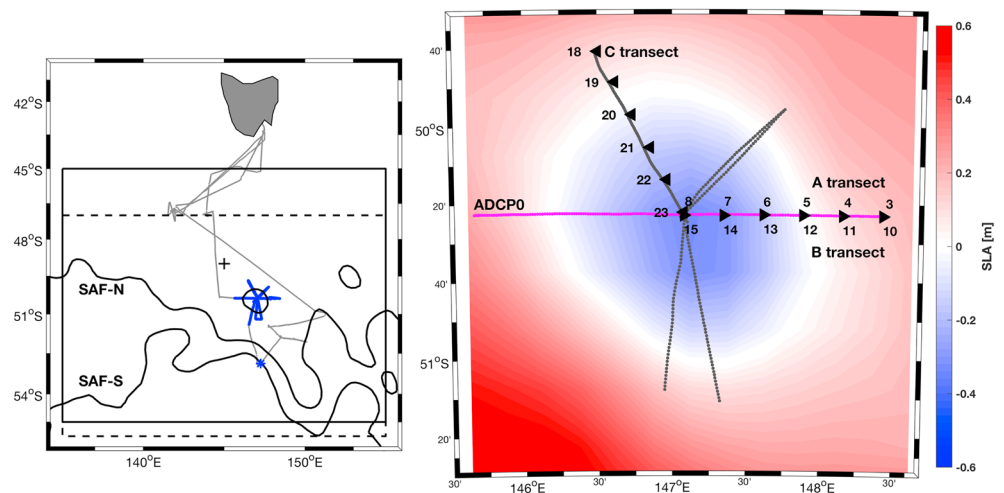 42°S
45°S
48°S
51°S
54°S
SAF-N
SAF-S
140°E
150°E
40'
50°S
20'
40'
51°S
20'
18 C transect
19
20
21
22
23
ADCP0
A transect
8 7 6 5 4 3
15 14 13 12 11 10
B transect
30' 146°E 30' 147°E 30' 148°E 30'
0.6
0.4
0.2
0
-0.2
-0.4
-0.6
SLA [m]